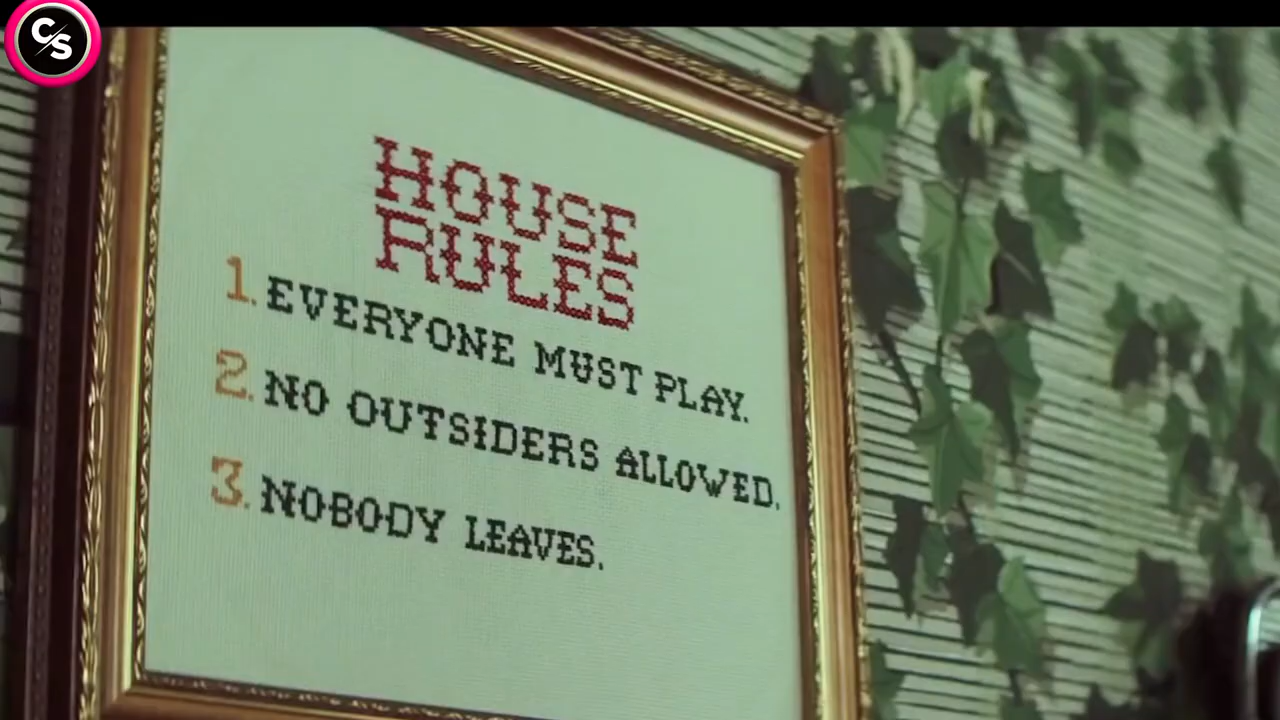 C/S
HOUSE
RULES
1. EVERYONE MUST PLAY.
2. NO OUTSIDERS ALLOWED.
3. NOBODY LEAVES.